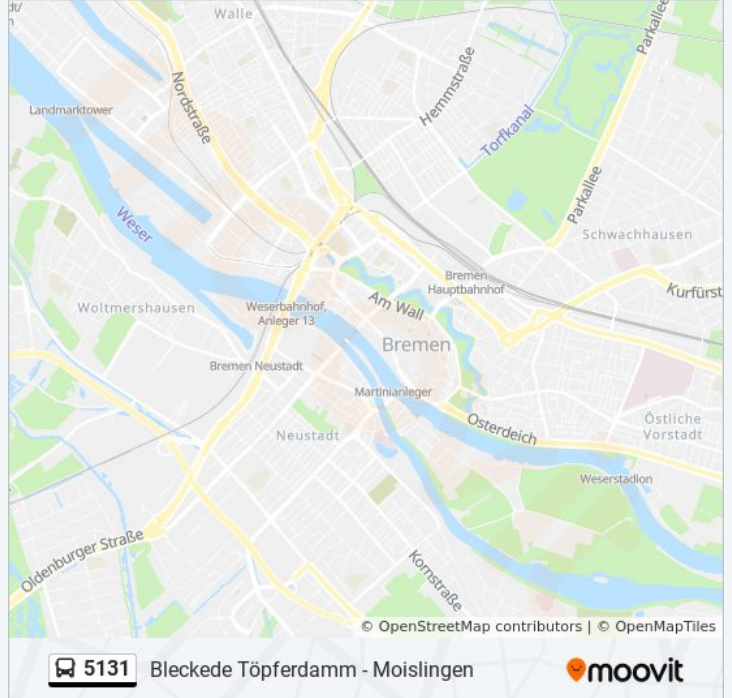 dt/
Walle
Parkallee
Hemmstraße
Nordstraße
Landmarktower
Torfkanal
Parkallee
Weser
Schwachhausen
Bremen
Hauptbahnhof
Kurfürst
Am Wall
Woltmershausen
Weserbahnhof,
Anleger 13
Bremen
Bremen Neustadt
Martinianleger
Osterdeich
Östliche
Vorstadt
Neustadt
Weserstadion
Oldenburger Straße
Kornstraße
© OpenStreetMap contributors | © OpenMapTiles
5131 Bleckede Töpferdamm - Moislingen
moovit